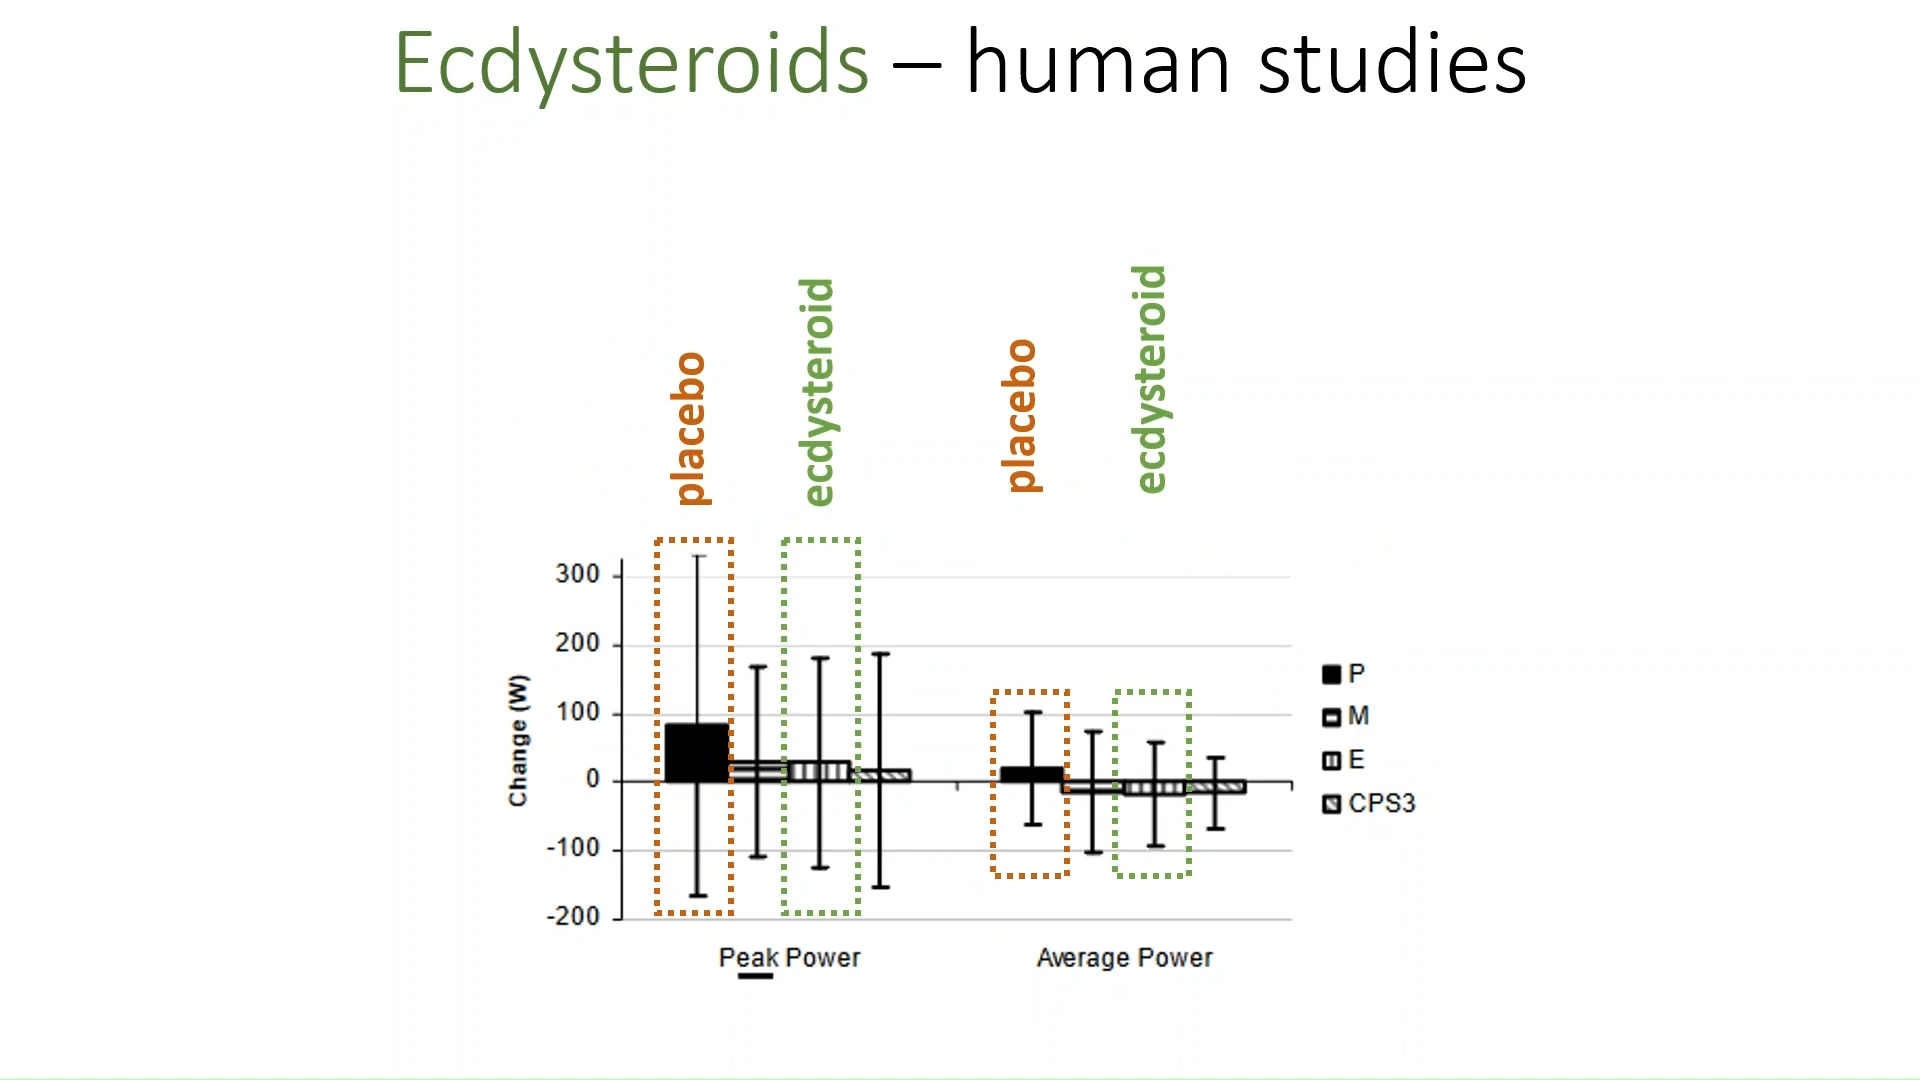 Ecdysteroids – human studies
placebo
ecdysteroid
placebo
ecdysteroid
Change (W)
300
200
100
0
-100
-200
Peak Power
Average Power
P
M
E
CPS3